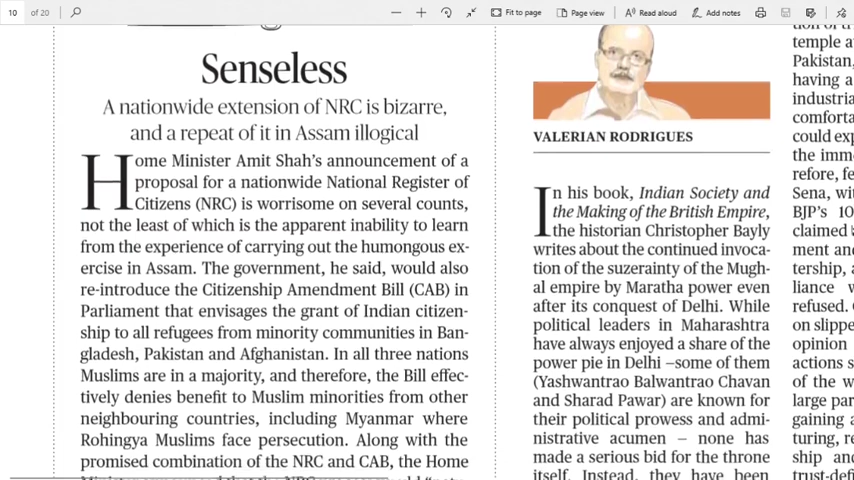 10 of 20 Fit to page Page view Read aloud Add notes
Senseless
A nationwide extension of NRC is bizarre,
and a repeat of it in Assam illogical
Home Minister Amit Shah's announcement of a
proposal for a nationwide National Register of
Citizens (NRC) is worrisome on several counts,
not the least of which is the apparent inability to learn
from the experience of carrying out the humongous ex-
ercise in Assam. The government, he said, would also
re-introduce the Citizenship Amendment Bill (CAB) in
Parliament that envisages the grant of Indian citizen-
ship to all refugees from minority communities in Ban-
gladesh, Pakistan and Afghanistan. In all three nations
Muslims are in a majority, and therefore, the Bill effec-
tively denies benefit to Muslim minorities from other
neighbouring countries, including Myanmar where
Rohingya Muslims face persecution. Along with the
promised combination of the NRC and CAB, the Home
VALERIAN RODRIGUES
In his book, Indian Society and
the Making of the British Empire,
the historian Christopher Bayly
writes about the continued invoca-
tion of the suzerainty of the Mugh-
al empire by Maratha power even
after its conquest of Delhi. While
political leaders in Maharashtra
have always enjoyed a share of the
power pie in Delhi –some of them
(Yashwantrao Balwantrao Chavan
and Sharad Pawar) are known for
their political prowess and admi-
nistrative acumen – none has
made a serious bid for the throne
itself. Instead, they have been
temple a
Pakistan,
having a
industria
comforta
could exp
the imm
refore, fe
Sena, wit
BJP's 10
claimed
ment and
tership, a
liance w
refused. 
on slippe
opinion
actions s
of the w
large par
gaining a
turing, re
ship and
trust-defi